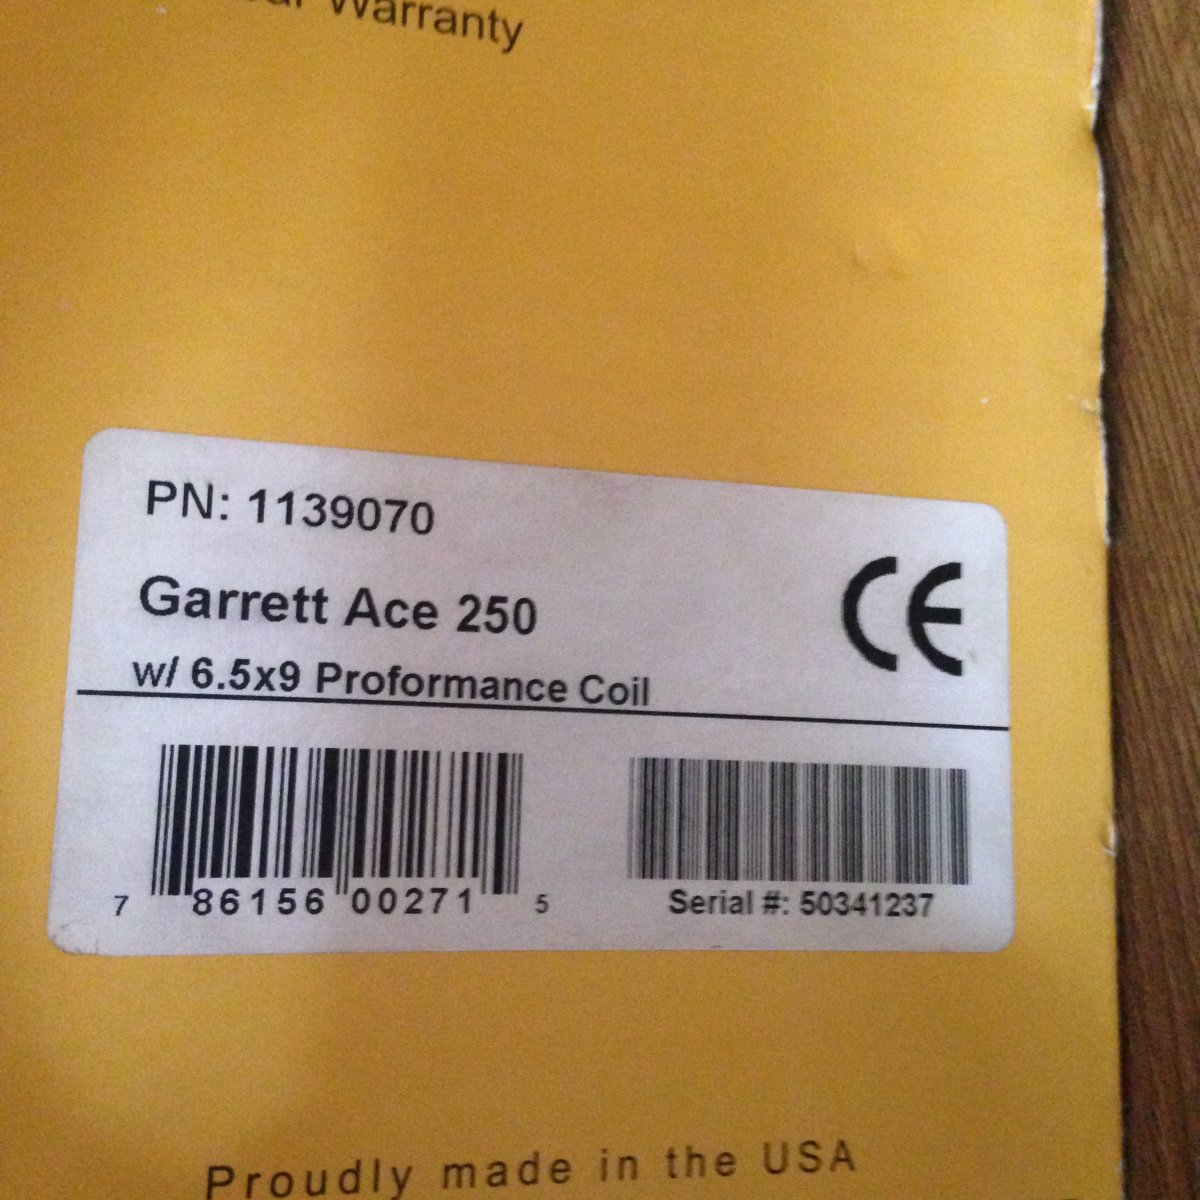 Warranty
PN: 1139070
Garrett Ace 250
CE
w/ 6.5x9 Proformance Coil
7 86156 00271 5
Serial #: 50341237
Proudly made in the USA